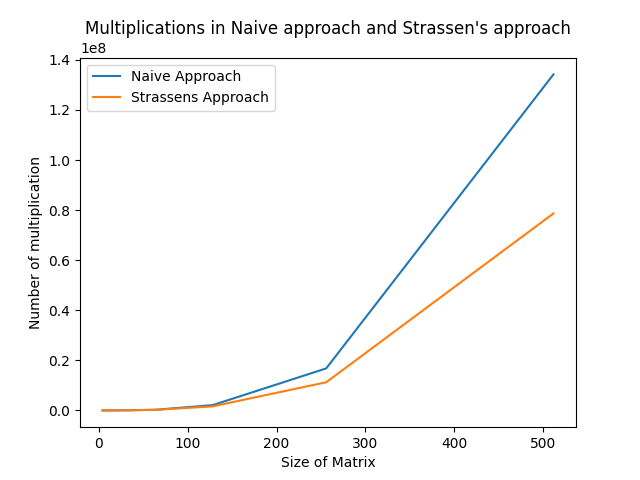 Multiplications in Naive approach and Strassen's approach
1e8
Naive Approach
Strassens Approach
Number of multiplication
1.4
1.2
1.0
0.8
0.6
0.4
0.2
0.0
0 100 200 300 400 500
Size of Matrix